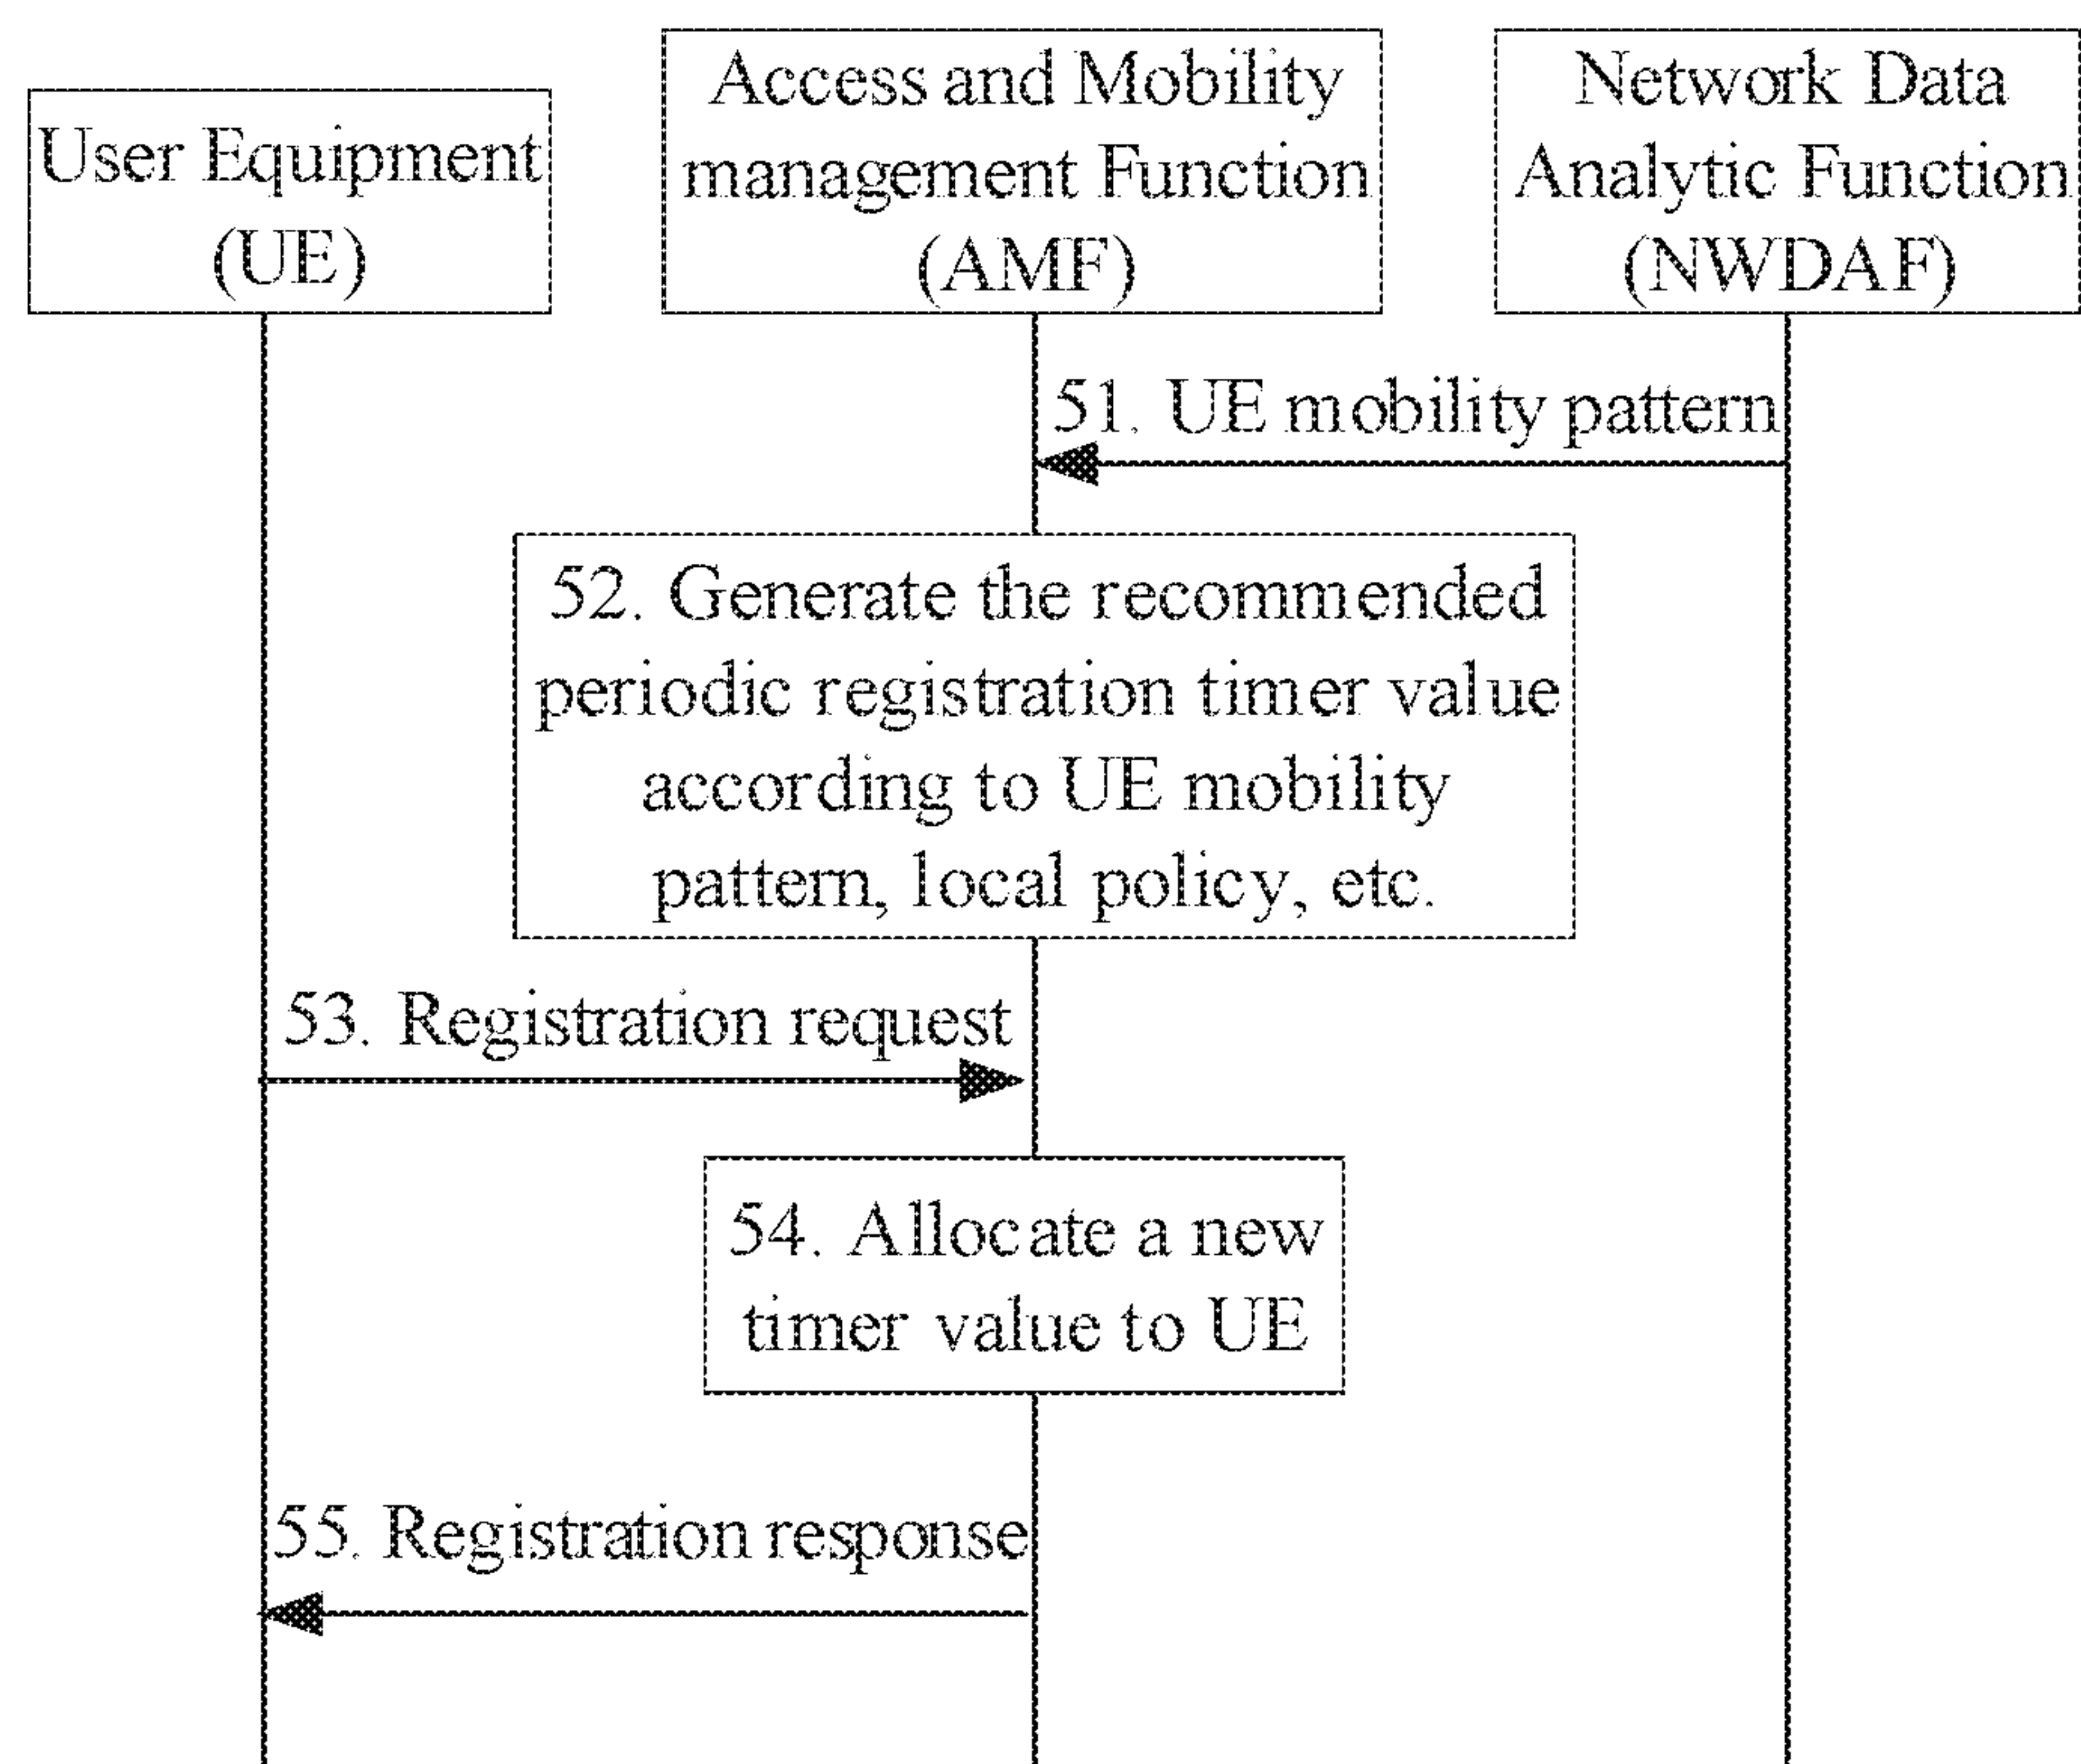 User Equipment
(UE)
Access and Mobility
management Function
(AMF)
Network Data
Analytic Function
(NWDAF)
51. UE mobility pattern
52. Generate the recommended
periodic registration timer value
according to UE mobility
pattern, local policy, etc.
53. Registration request
54. Allocate a new
timer value to UE
55. Registration response